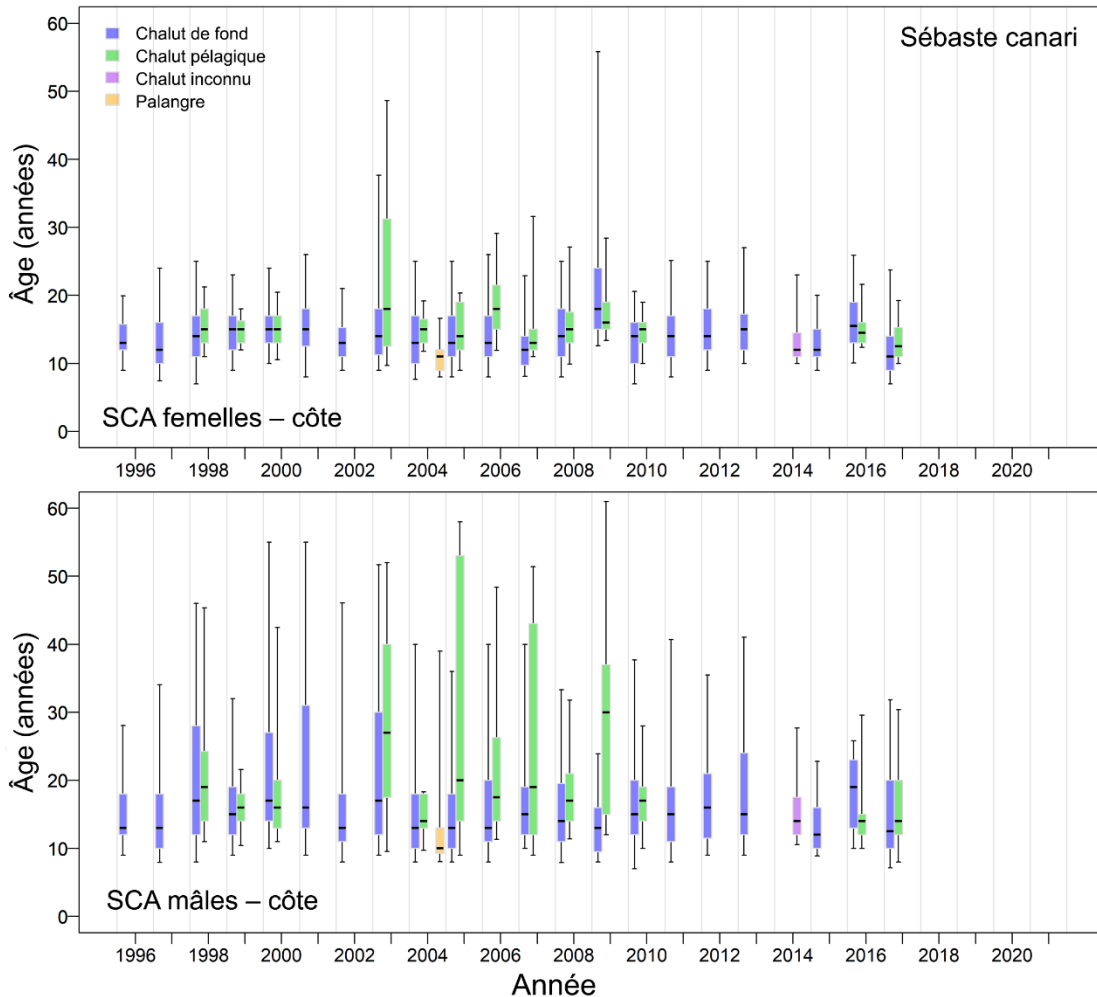 Sébaste canari
Chalut de fond
Chalut pélagique
Chalut inconnu
Palangre
Âge (années)
60
50
40
30
20
10
0
SCA femelles – côte
1996 1998 2000 2002 2004 2006 2008 2010 2012 2014 2016 2018 2020
Âge (années)
60
50
40
30
20
10
0
SCA mâles – côte
1996 1998 2000 2002 2004 2006 2008 2010 2012 2014 2016 2018 2020
Année